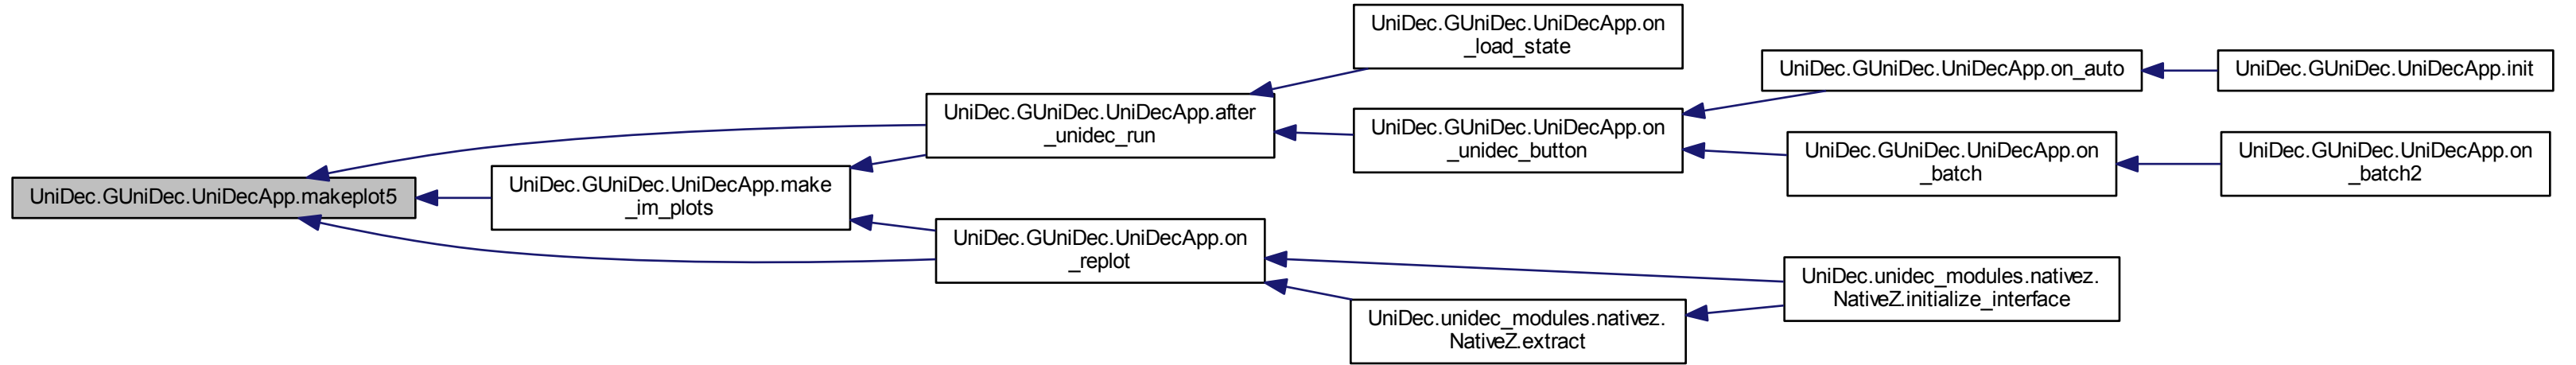 UniDec.GUniDec.UniDecApp.makeplot5
UniDec.GUniDec.UniDecApp.make
_im_plots
UniDec.GUniDec.UniDecApp.after
_unidec_run
UniDec.GUniDec.UniDecApp.on
_replot
UniDec.GUniDec.UniDecApp.on
_load_state
UniDec.GUniDec.UniDecApp.on
_unidec_button
UniDec.unidec_modules.nativez.
NativeZ.extract
UniDec.GUniDec.UniDecApp.on_auto
UniDec.GUniDec.UniDecApp.on
_batch
UniDec.unidec_modules.nativez.
NativeZ.initialize_interface
UniDec.GUniDec.UniDecApp.init
UniDec.GUniDec.UniDecApp.on
_batch2